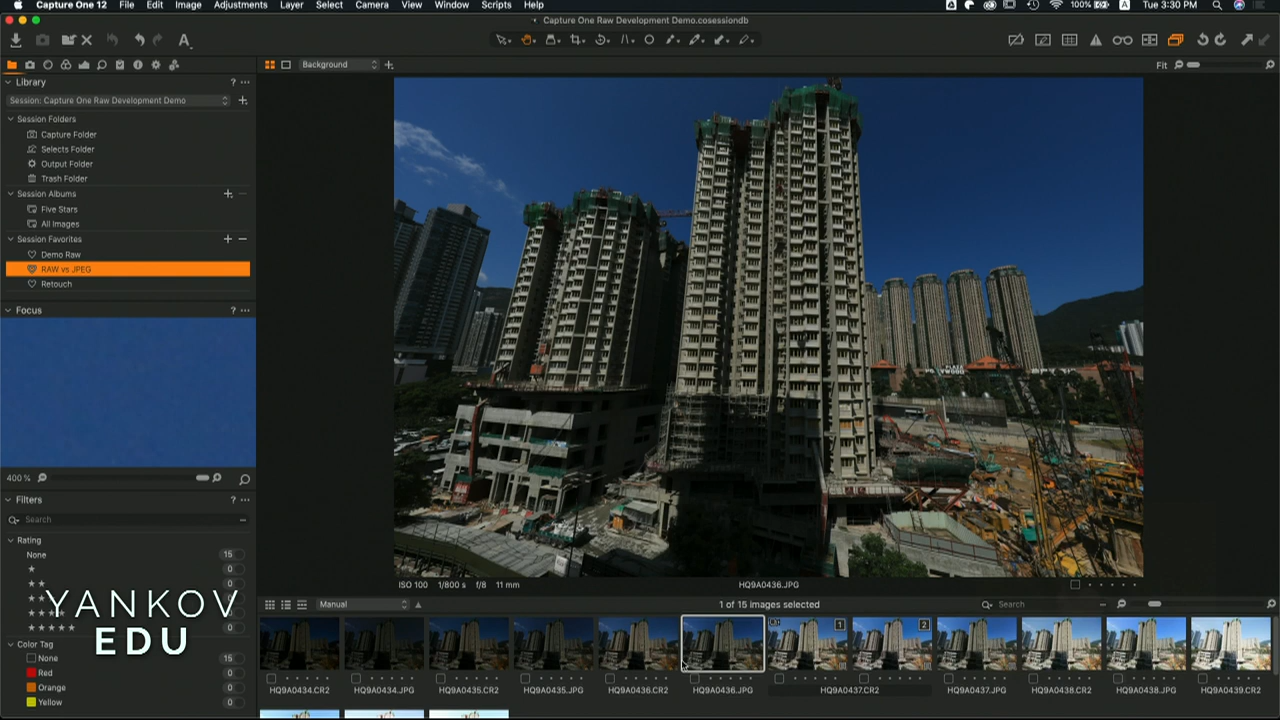 Capture One 12 File Edit Image Adjustments Layer Select Camera View Window Scripts Help 100% A Tue 3:30 PM
Capture One Raw Development Demo.cosessiondb
Background
Fit
Library ? ...
Session: Capture One Raw Development Demo
Session Folders
Capture Folder
Selects Folder
Output Folder
Trash Folder
Session Albums
Five Stars
All Images
Session Favorites
Demo Raw
RAW vs JPEG
Retouch
Focus ? ...
400 %
Filters ? ...
Search
Rating
None 15
0
0
0
0
0
YANKOV
EDU
Color Tag
None 15
Red 0
Orange 0
Yellow 0
ISO 100 1/800 s f/8 11 mm HQ9A0436.JPG
Manual 1 of 15 images selected Search
1 2
HQ9A0434.CR2 HQ9A0434.JPG HQ9A0435.CR2 HQ9A0435.JPG HQ9A0436.CR2 HQ9A0436.JPG HQ9A0437.CR2 HQ9A0437.JPG HQ9A0438.CR2 HQ9A0438.JPG HQ9A0439.CR2